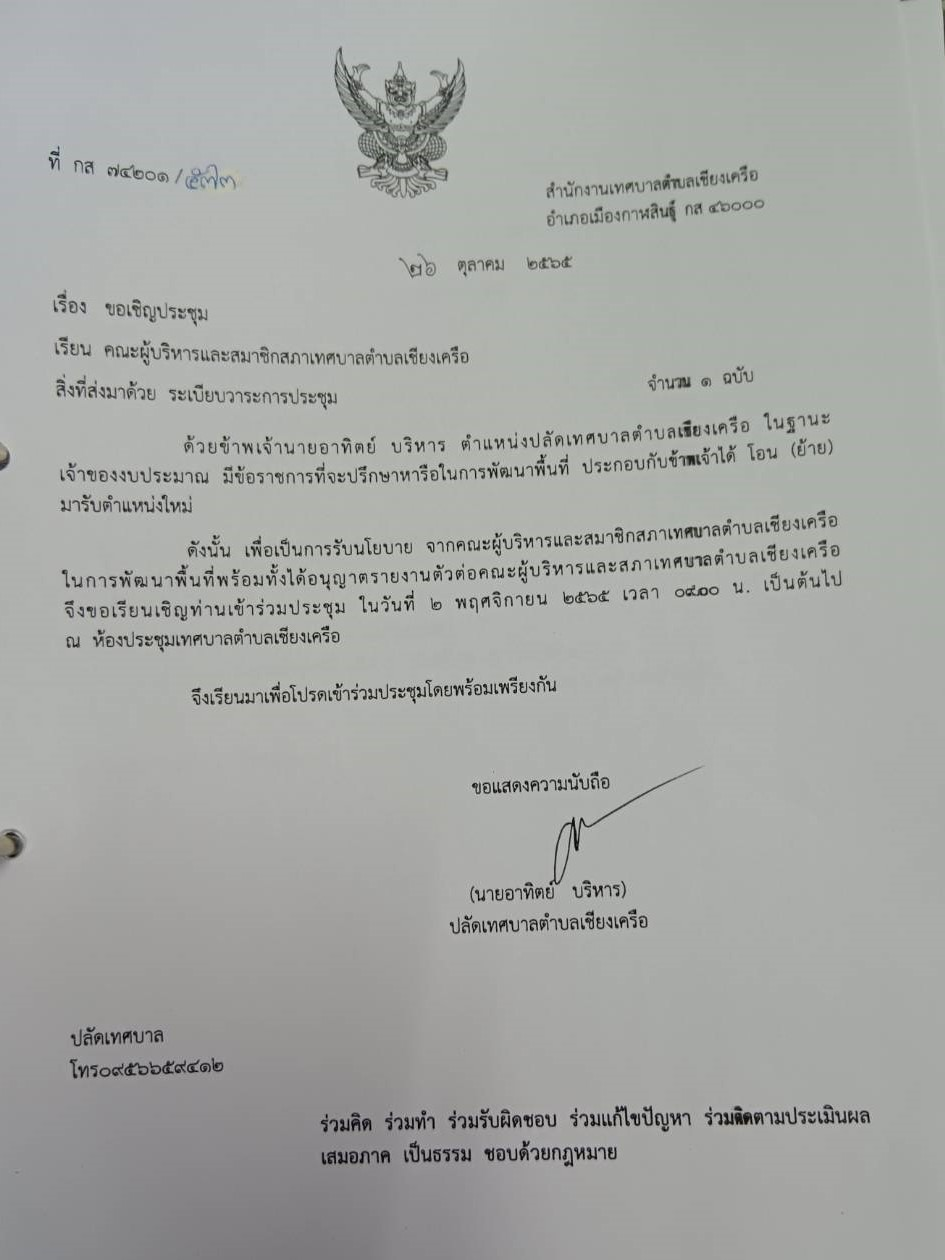 ที่ กส ๗๔๒๐๑/๕๗๓
สำนักงานเทศบาลตำบลเชียงเครือ
อำเภอเมืองกาฬสินธุ์ กส ๔๖๐๐๐
๒๖ ตุลาคม ๒๕๖๕
เรื่อง ขอเชิญประชุม
เรียน คณะผู้บริหารและสมาชิกสภาเทศบาลตำบลเชียงเครือ
สิ่งที่ส่งมาด้วย ระเบียบวาระการประชุม จำนวน ๑ ฉบับ
ด้วยข้าพเจ้านายอาทิตย์ บริหาร ตำแหน่งปลัดเทศบาลตำบลเชียงเครือ ในฐานะ
เจ้าของงบประมาณ มีข้อราชการที่จะปรึกษาหารือในการพัฒนาพื้นที่ ประกอบกับข้าพเจ้าได้ โอน (ย้าย)
มารับตำแหน่งใหม่
ดังนั้น เพื่อเป็นการรับนโยบาย จากคณะผู้บริหารและสมาชิกสภาเทศบาลตำบลเชียงเครือ
ในการพัฒนาพื้นที่พร้อมทั้งได้อนุญาตรายงานตัวต่อคณะผู้บริหารและสภาเทศบาลตำบลเชียงเครือ
จึงขอเรียนเชิญท่านเข้าร่วมประชุม ในวันที่ ๒ พฤศจิกายน ๒๕๖๕ เวลา ๐๙.๐๐ น. เป็นต้นไป
ณ ห้องประชุมเทศบาลตำบลเชียงเครือ
จึงเรียนมาเพื่อโปรดเข้าร่วมประชุมโดยพร้อมเพรียงกัน
ขอแสดงความนับถือ
(นายอาทิตย์ บริหาร)
ปลัดเทศบาลตำบลเชียงเครือ
ปลัดเทศบาล
โทร๐๙๕๖๖๕๙๔๑๒
ร่วมคิด ร่วมทำ ร่วมรับผิดชอบ ร่วมแก้ไขปัญหา ร่วมติดตามประเมินผล
เสมอภาค เป็นธรรม ชอบด้วยกฎหมาย